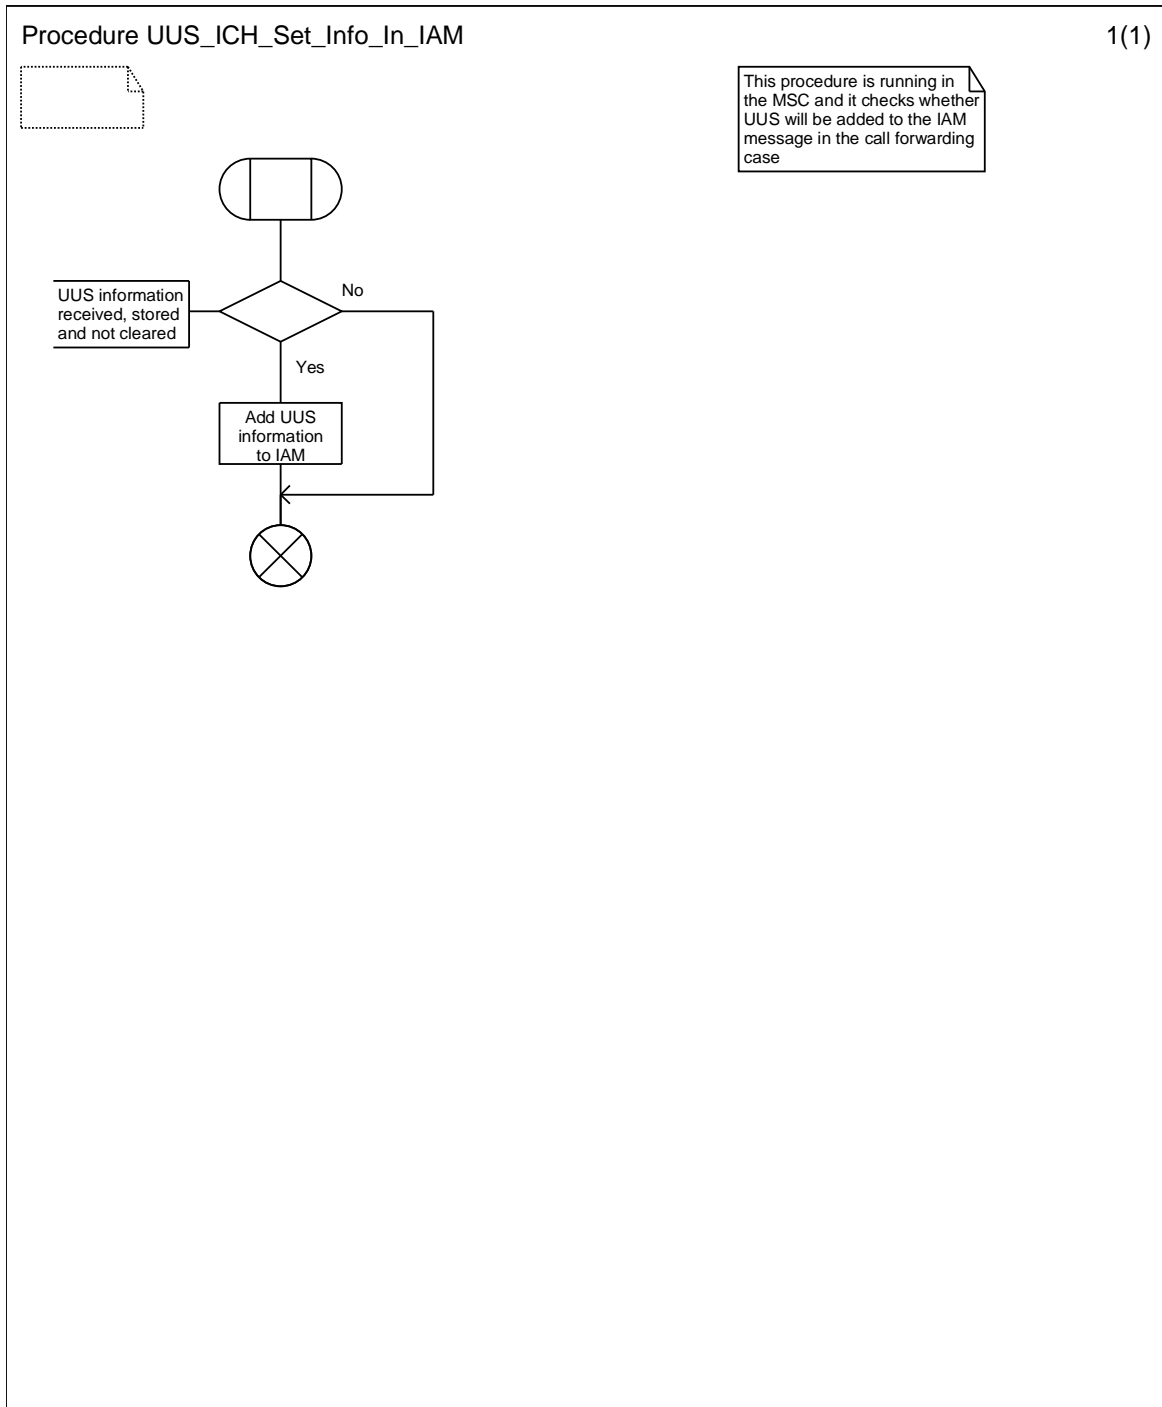 Procedure UUS_ICH_Set_Info_In_IAM
1(1)
This procedure is running in
the MSC and it checks whether
UUS will be added to the IAM
message in the call forwarding
case
UUS information
received, stored
and not cleared
No
Yes
Add UUS
information
to IAM